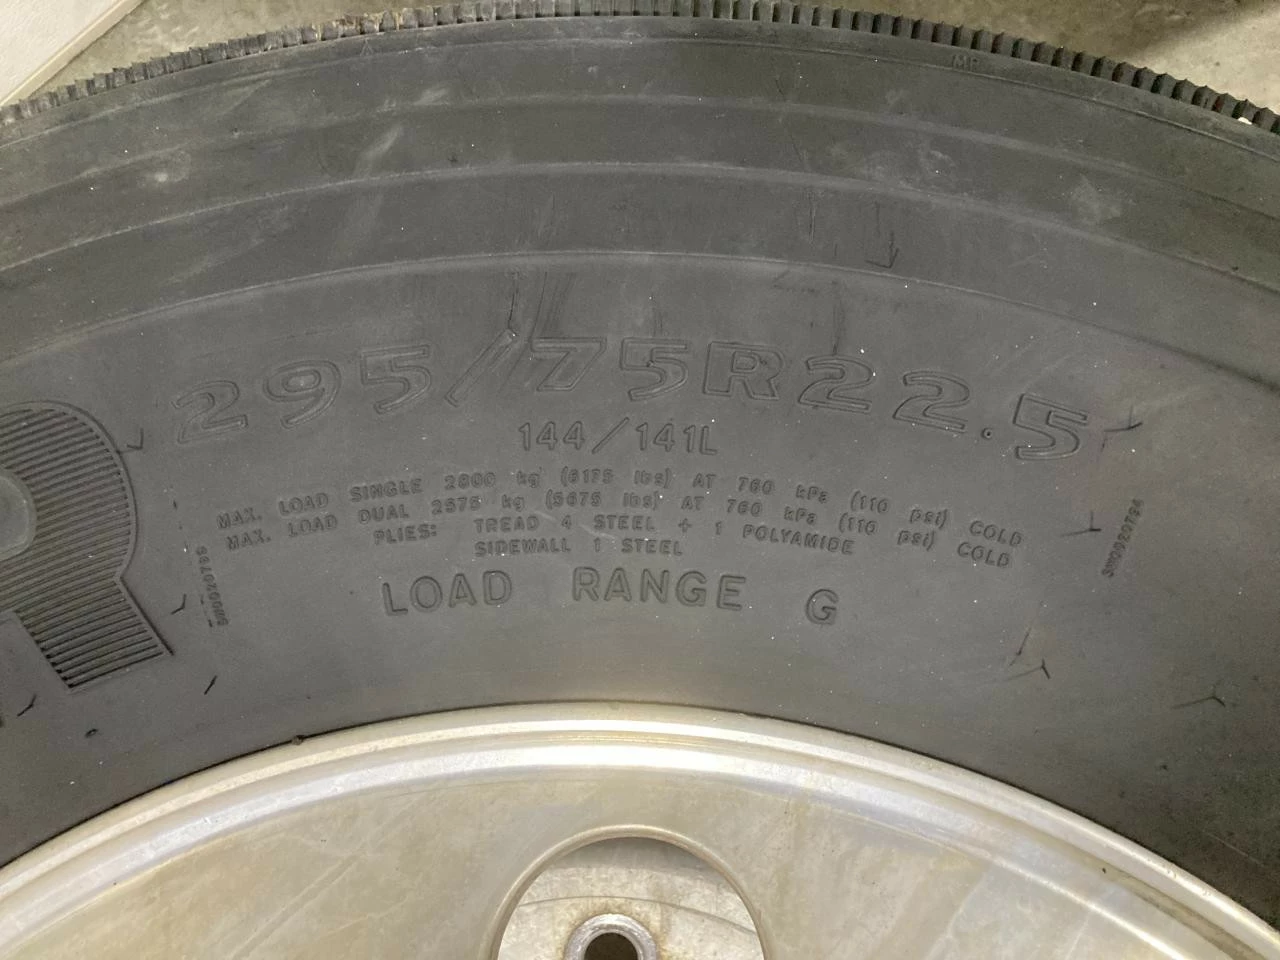 295/75R22.5
144/141L
MAX. LOAD SINGLE 2800 kg (6175 lbs) AT 760 kPa (110 psi) COLD
MAX. LOAD DUAL 2575 kg (5675 lbs) AT 760 kPa (110 psi) COLD
PLIES: TREAD 4 STEEL + 1 POLYAMIDE
SIDEWALL 1 STEEL
LOAD RANGE G